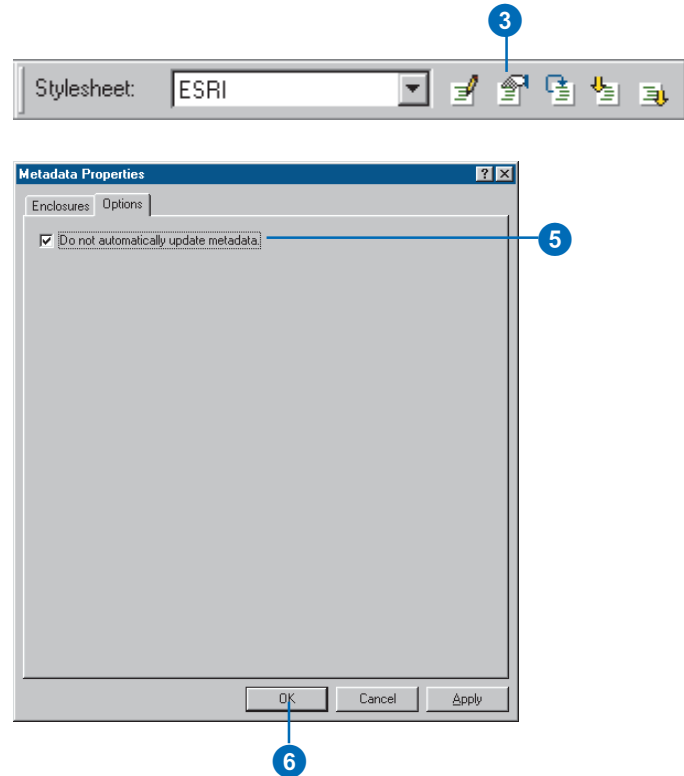 3
Stylesheet: ESRI
Metadata Properties
Enclosures Options
Do not automatically update metadata.
5
OK Cancel Apply
6